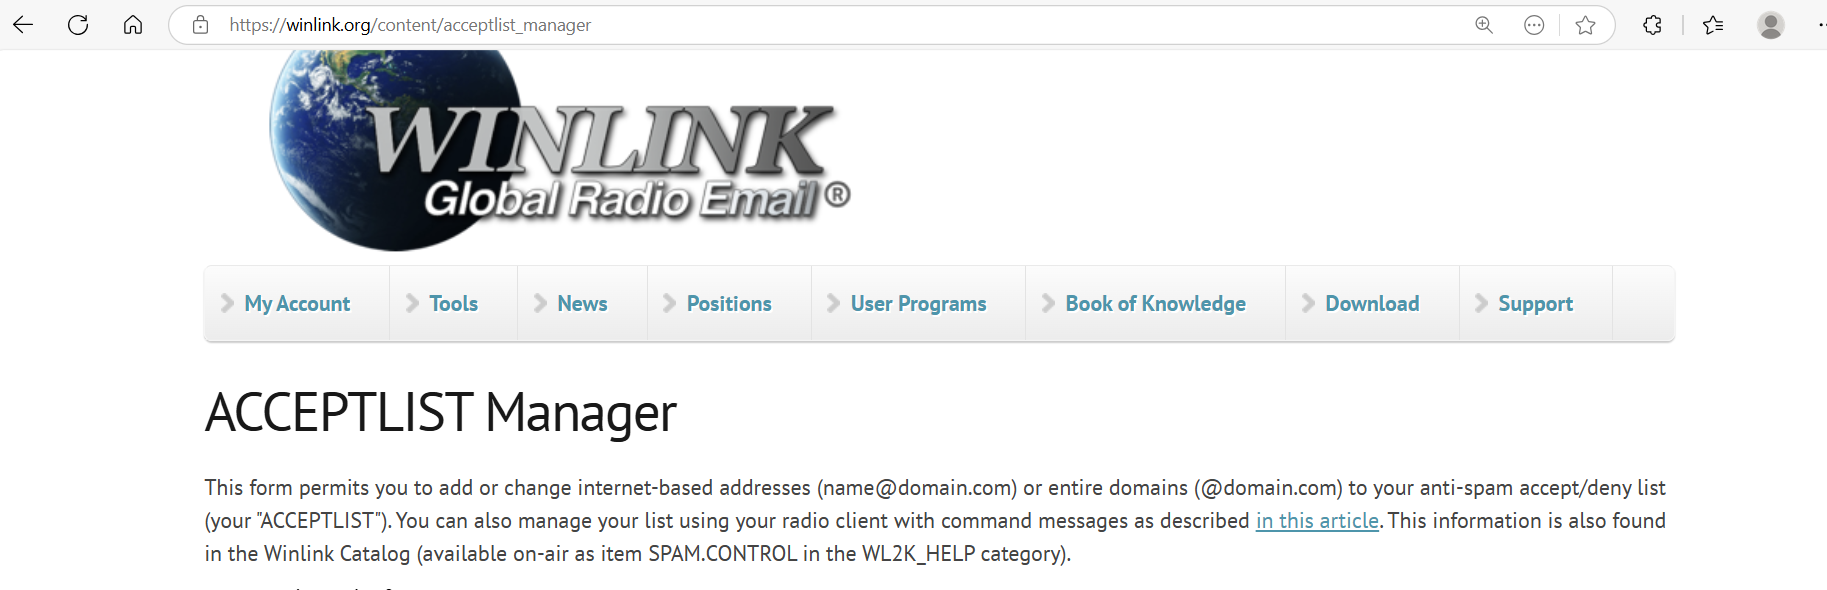 https://winlink.org/content/acceptlist_manager
WINLINK
Global Radio Email®
My Account Tools News Positions User Programs Book of Knowledge Download Support
ACCEPTLIST Manager
This form permits you to add or change internet-based addresses (name@domain.com) or entire domains (@domain.com) to your anti-spam accept/deny list
(your "ACCEPTLIST"). You can also manage your list using your radio client with command messages as described in this article. This information is also found
in the Winlink Catalog (available on-air as item SPAM.CONTROL in the WL2K_HELP category).